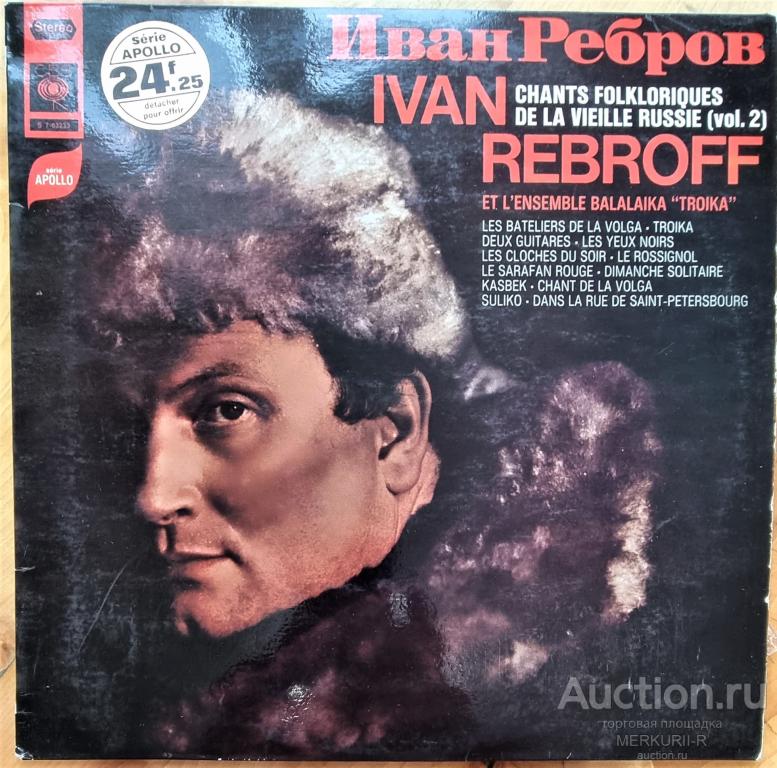 Stereo
S 7-63233
série
APOLLO
série
APOLLO
24F.25
détacher
pour offrir
Иван Ребров
IVAN
CHANTS FOLKLORIQUES
DE LA VIEILLE RUSSIE (vol. 2)
REBROFF
ET L'ENSEMBLE BALALAIKA "TROIKA"
LES BATELIERS DE LA VOLGA · TROIKA
DEUX GUITARES · LES YEUX NOIRS
LES CLOCHES DU SOIR · LE ROSSIGNOL
LE SARAFAN ROUGE · DIMANCHE SOLITAIRE
KASBEK · CHANT DE LA VOLGA
SULIKO · DANS LA RUE DE SAINT-PETERSBOURG
Auction.ru
торговая площадка
MERKURII-R
auction.ru